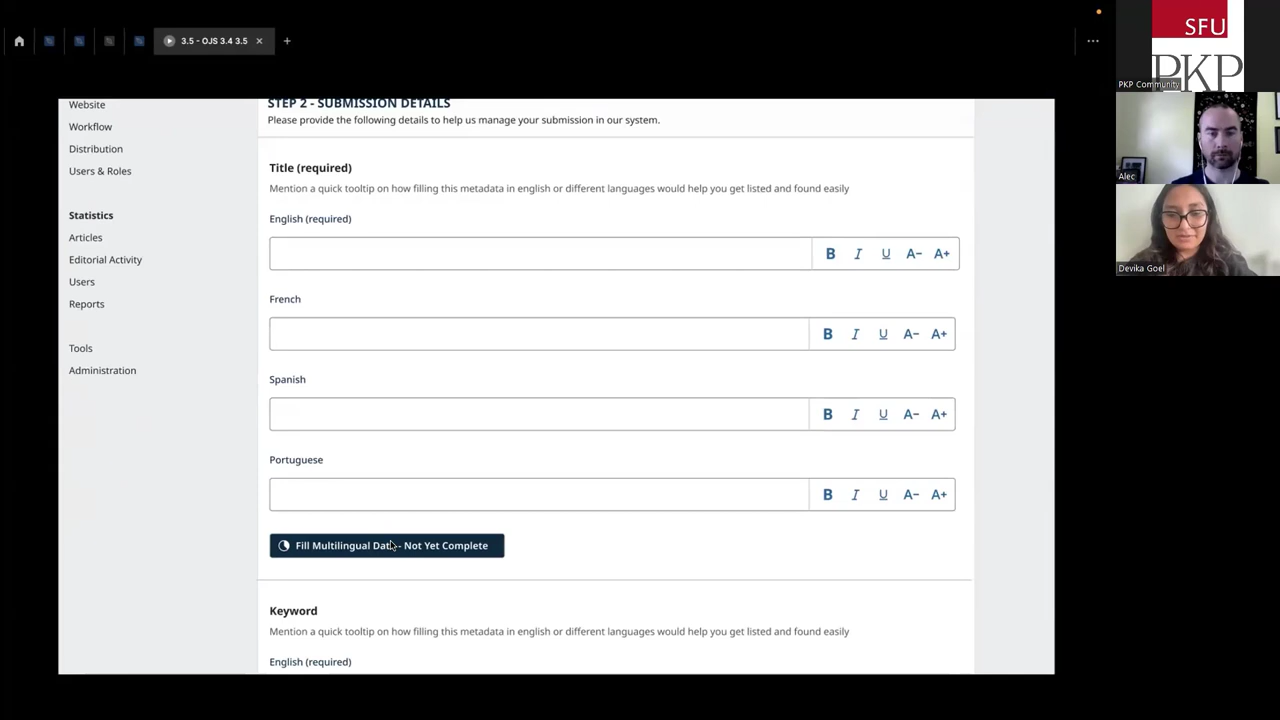 3.5 - OJS 3.4 3.5
SFU
PKP
PKP Community
Alec
Devika Goel
Website
Workflow
Distribution
Users & Roles
Statistics
Articles
Editorial Activity
Users
Reports
Tools
Administration
STEP 2 - SUBMISSION DETAILS
Please provide the following details to help us manage your submission in our system.
Title (required)
Mention a quick tooltip on how filling this metadata in english or different languages would help you get listed and found easily
English (required)
B I U A- A+
French
B I U A- A+
Spanish
B I U A- A+
Portuguese
B I U A- A+
Fill Multilingual Data - Not Yet Complete
Keyword
Mention a quick tooltip on how filling this metadata in english or different languages would help you get listed and found easily
English (required)